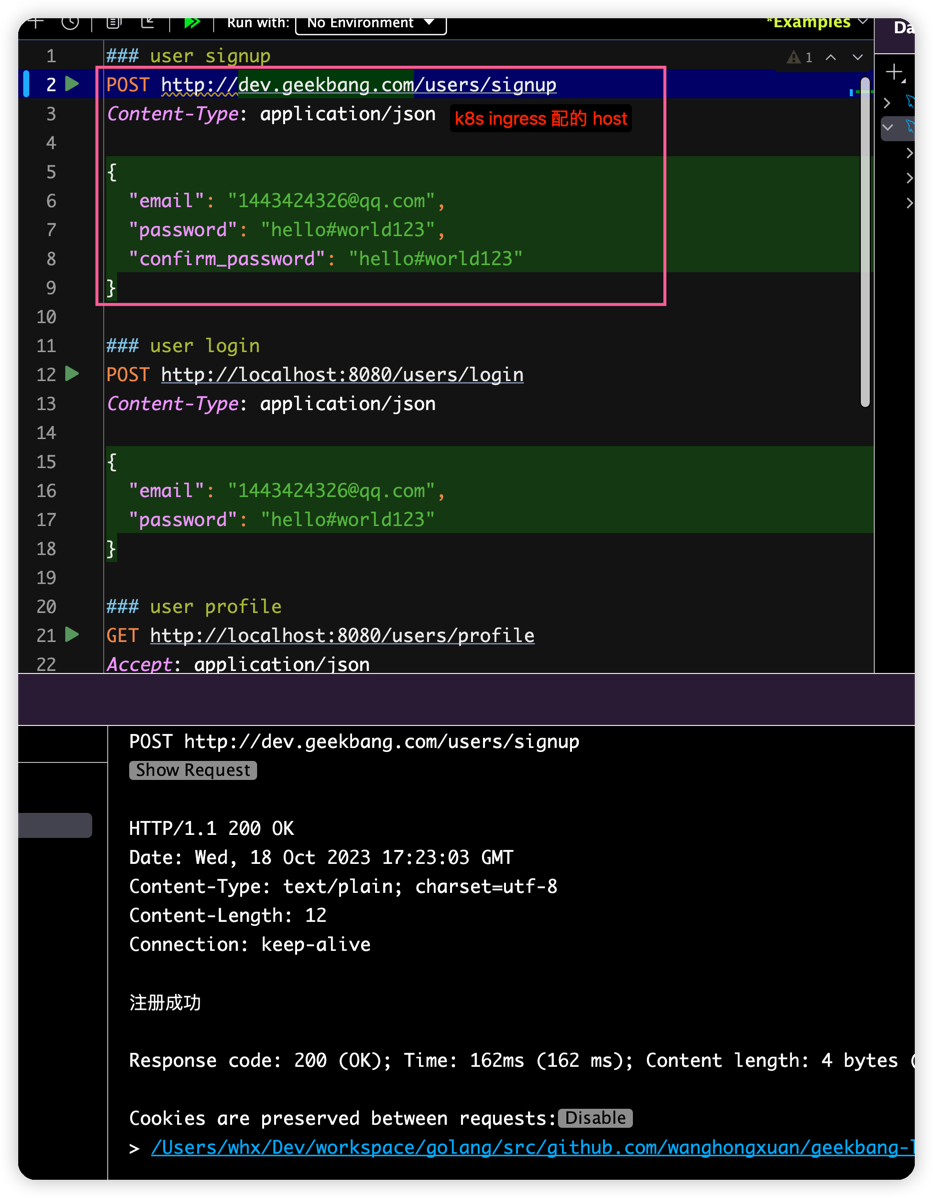 Run with: No Environment
*Examples
Da
1 ### user signup
1
2 POST http://dev.geekbang.com/users/signup
3 Content-Type: application/json
k8s ingress 配的 host
4
5 {
6 "email": "1443424326@qq.com",
7 "password": "hello#world123",
8 "confirm_password": "hello#world123"
9 }
10
11 ### user login
12 POST http://localhost:8080/users/login
13 Content-Type: application/json
14
15 {
16 "email": "1443424326@qq.com",
17 "password": "hello#world123"
18 }
19
20 ### user profile
21 GET http://localhost:8080/users/profile
22 Accept: application/json
POST http://dev.geekbang.com/users/signup
Show Request
HTTP/1.1 200 OK
Date: Wed, 18 Oct 2023 17:23:03 GMT
Content-Type: text/plain; charset=utf-8
Content-Length: 12
Connection: keep-alive
注册成功
Response code: 200 (OK); Time: 162ms (162 ms); Content length: 4 bytes (
Cookies are preserved between requests: Disable
> /Users/whx/Dev/workspace/golang/src/github.com/wanghongxuan/geekbang-l